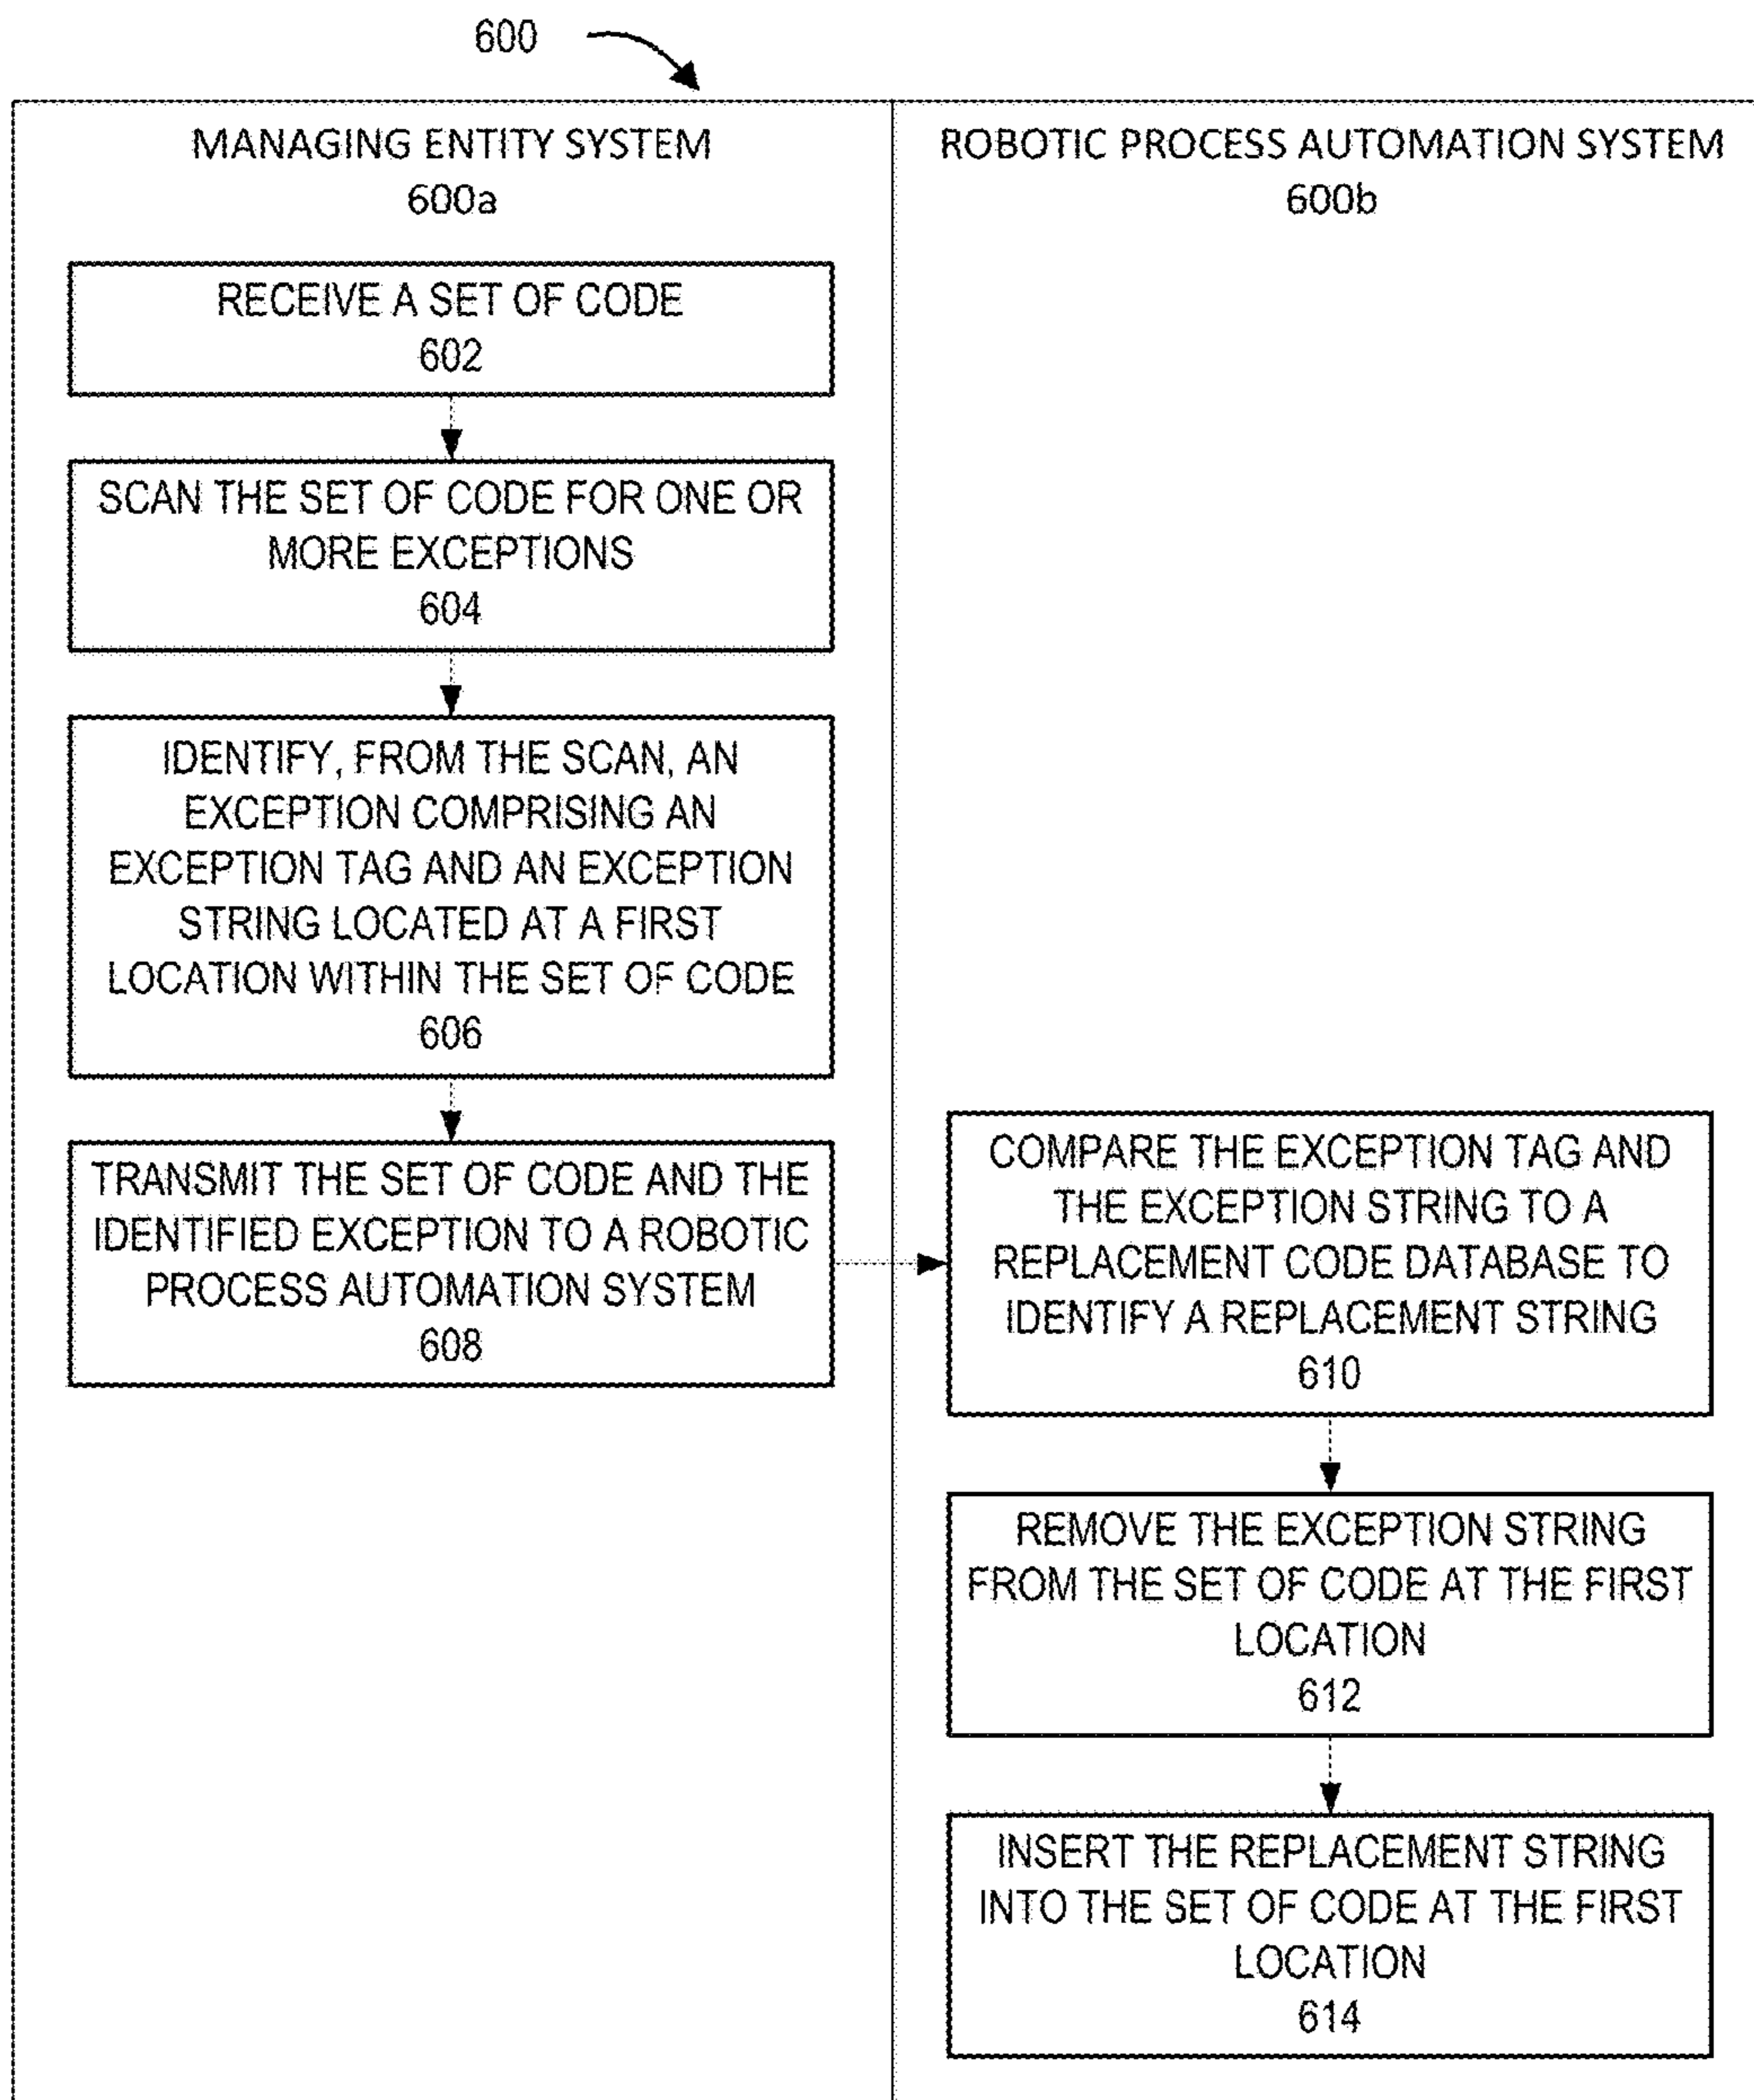 600
MANAGING ENTITY SYSTEM
600a
RECEIVE A SET OF CODE
602
SCAN THE SET OF CODE FOR ONE OR
MORE EXCEPTIONS
604
IDENTIFY, FROM THE SCAN, AN
EXCEPTION COMPRISING AN
EXCEPTION TAG AND AN EXCEPTION
STRING LOCATED AT A FIRST
LOCATION WITHIN THE SET OF CODE
606
TRANSMIT THE SET OF CODE AND THE
IDENTIFIED EXCEPTION TO A ROBOTIC
PROCESS AUTOMATION SYSTEM
608
ROBOTIC PROCESS AUTOMATION SYSTEM
600b
COMPARE THE EXCEPTION TAG AND
THE EXCEPTION STRING TO A
REPLACEMENT CODE DATABASE TO
IDENTIFY A REPLACEMENT STRING
610
REMOVE THE EXCEPTION STRING
FROM THE SET OF CODE AT THE FIRST
LOCATION
612
INSERT THE REPLACEMENT STRING
INTO THE SET OF CODE AT THE FIRST
LOCATION
614